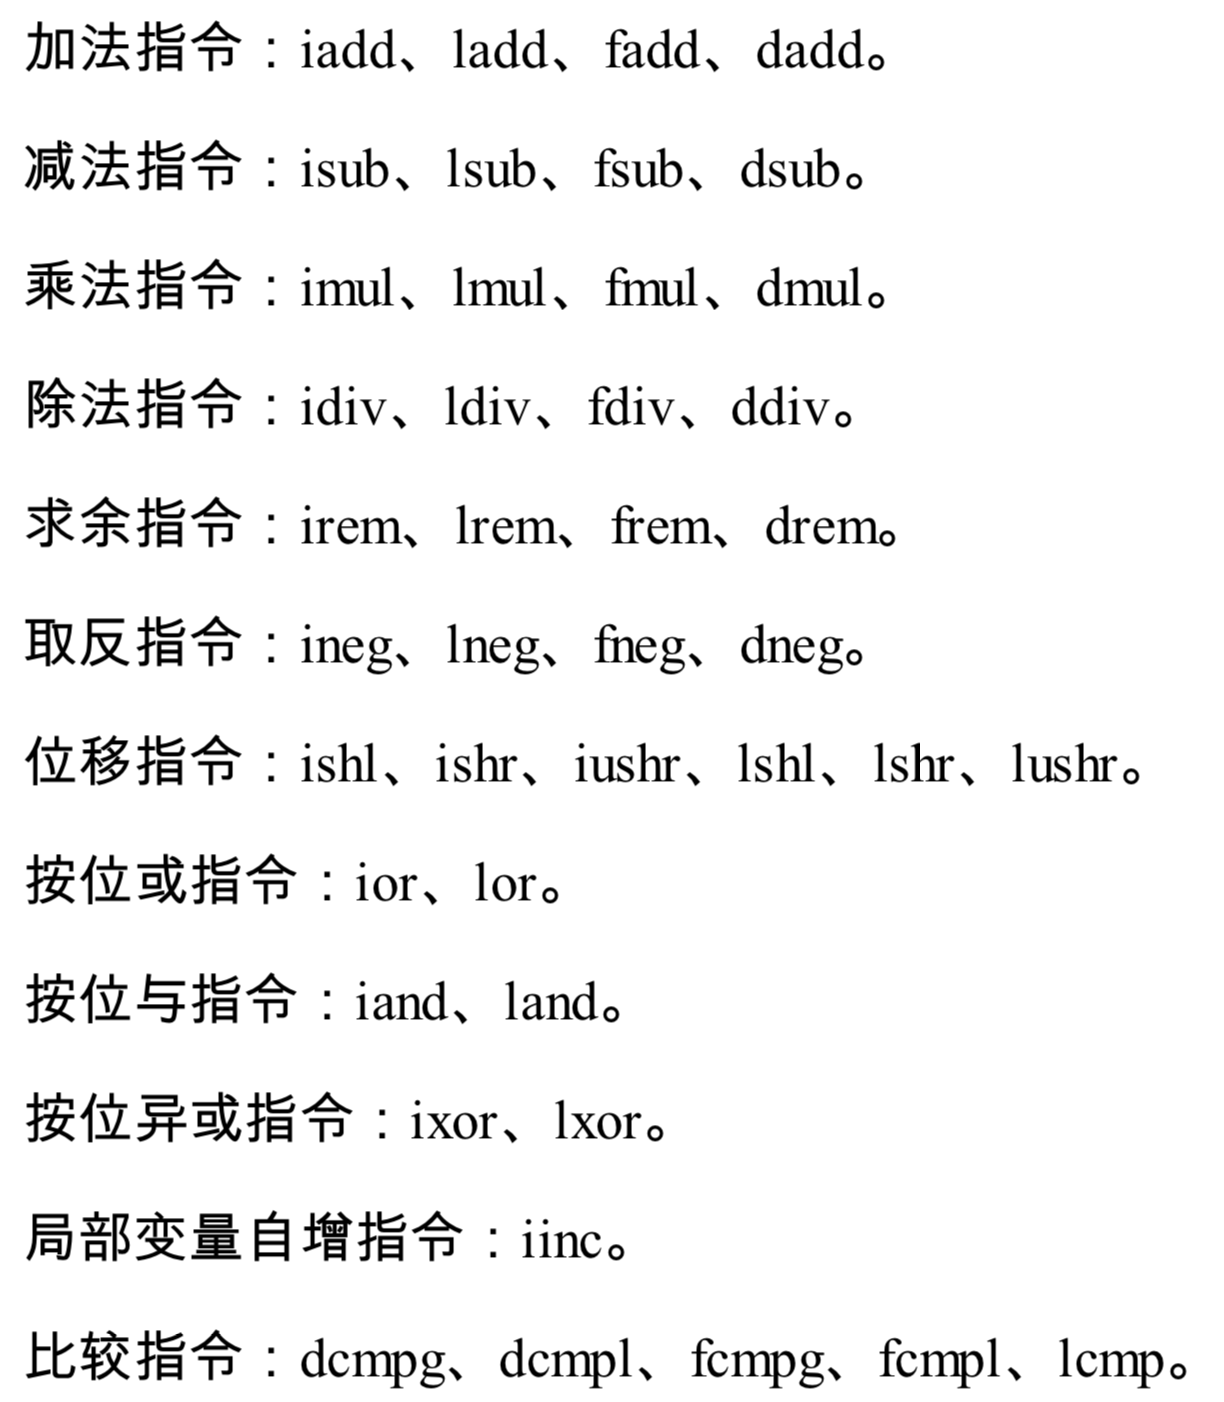 加法指令：iadd、ladd、fadd、dadd。
减法指令：isub、lsub、fsub、dsub。
乘法指令：imul、lmul、fmul、dmul。
除法指令：idiv、ldiv、fdiv、ddiv。
求余指令：irem、lrem、frem、drem。
取反指令：ineg、lneg、fneg、dneg。
位移指令：ishl、ishr、iushr、lshl、lshr、lushr。
按位或指令：ior、lor。
按位与指令：iand、land。
按位异或指令：ixor、lxor。
局部变量自增指令：iinc。
比较指令：dcmpg、dcmpl、fcmpg、fcmpl、lcmp。